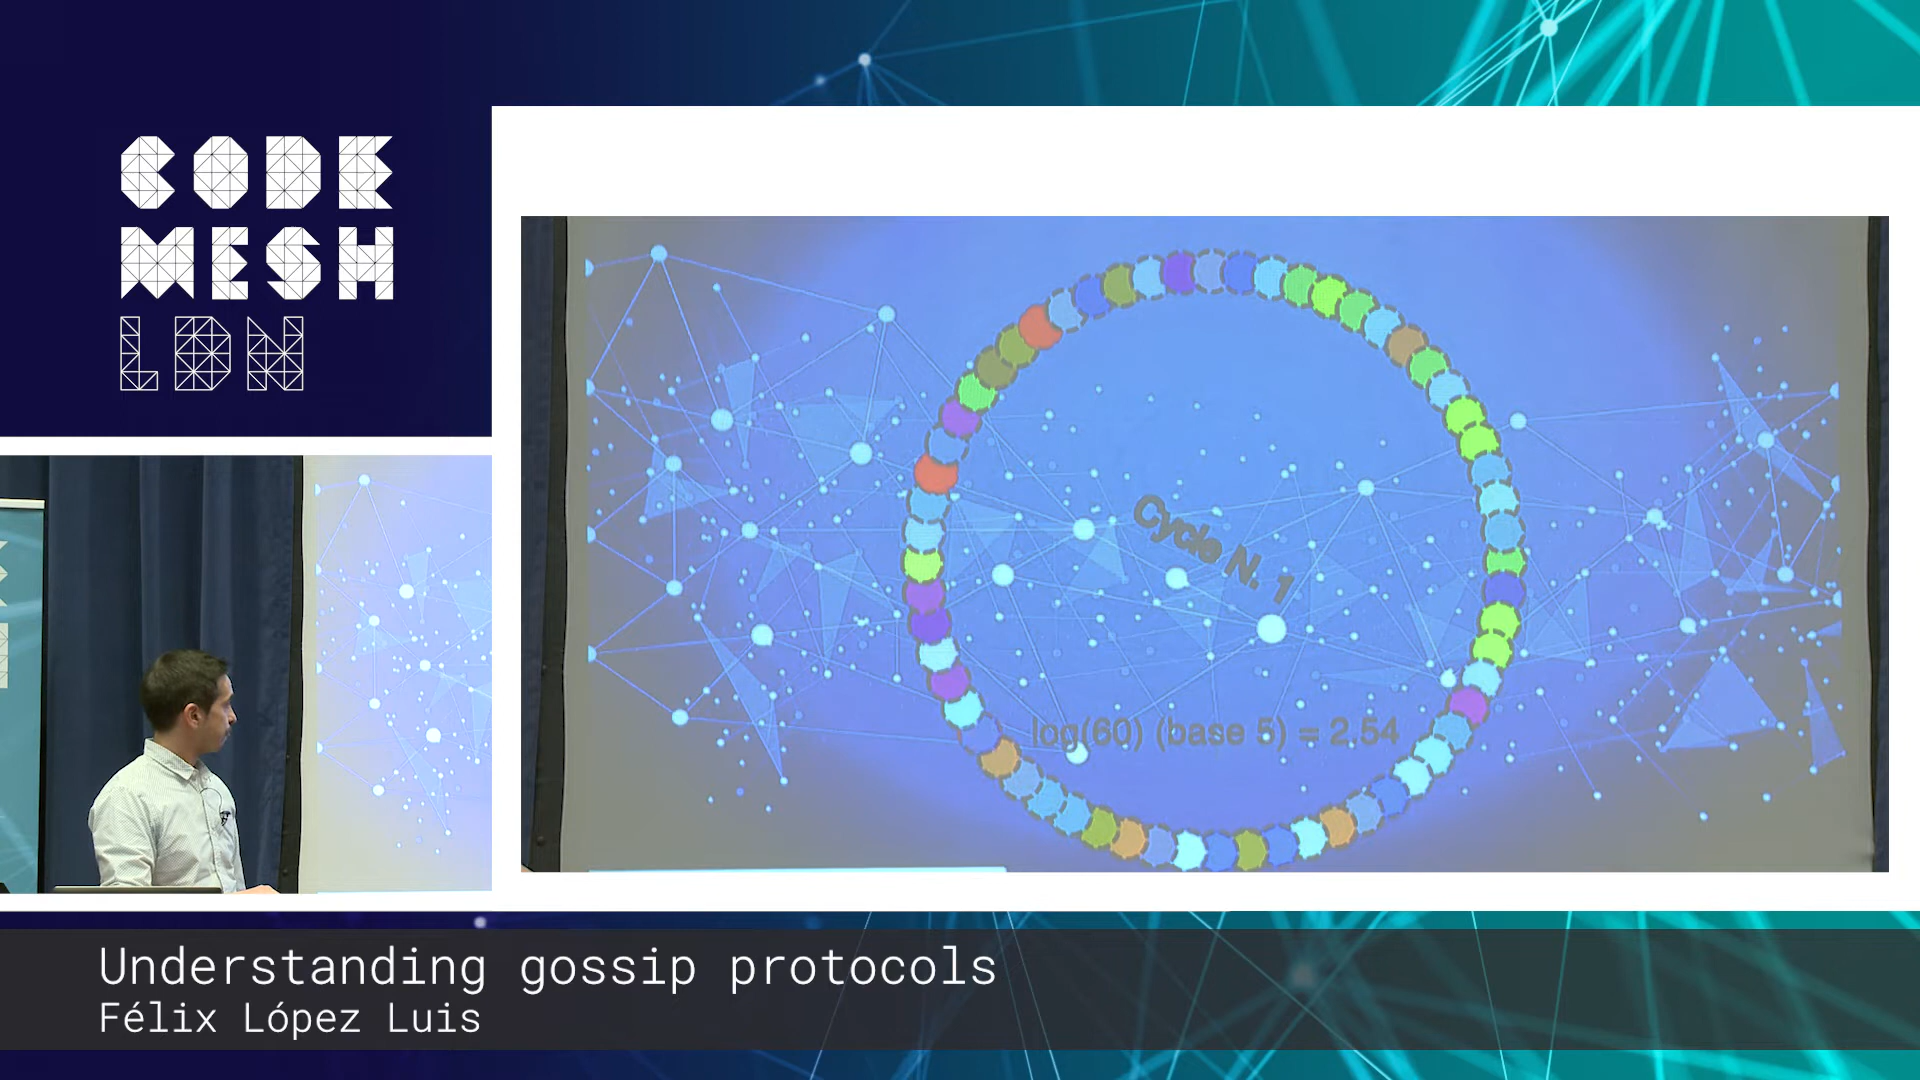 CODE
MESH
LDN
Cycle N. 1
log(60) (base 5) = 2.54
Understanding gossip protocols
Félix López Luis